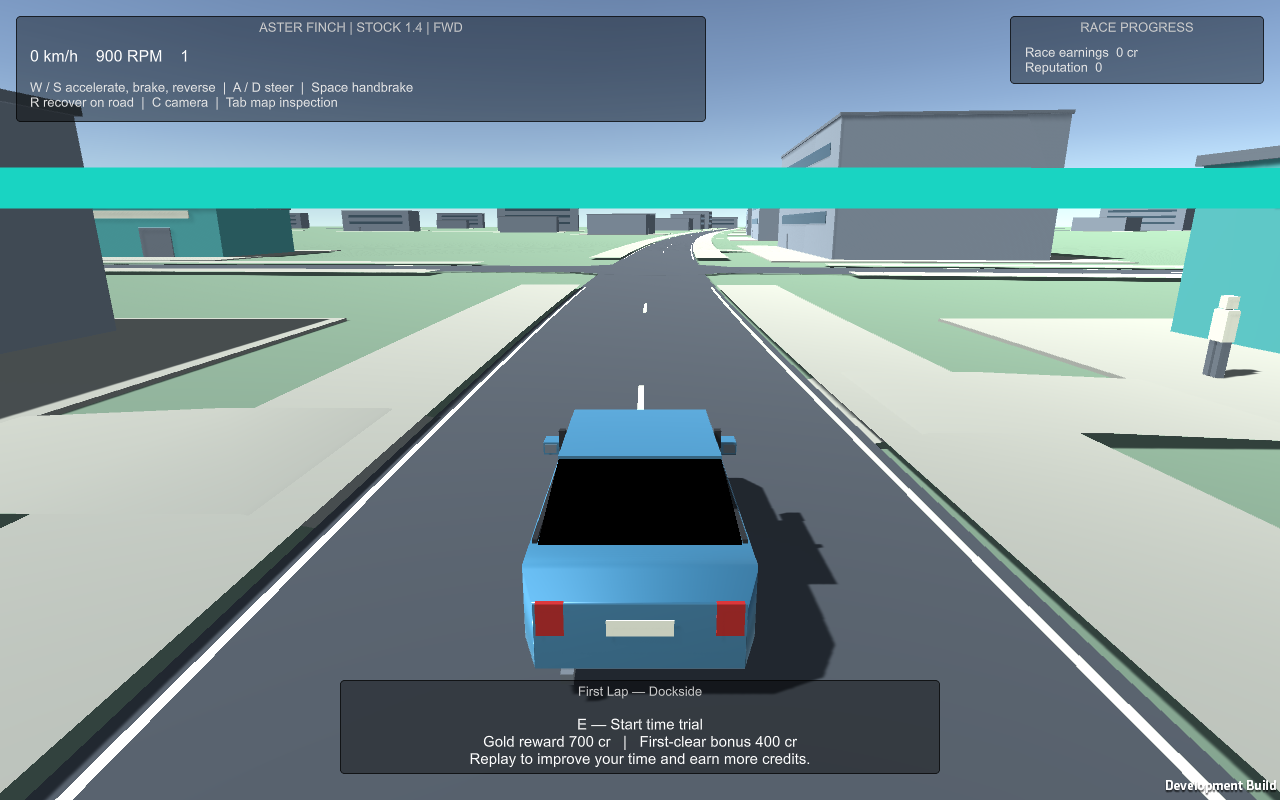 ASTER FINCH | STOCK 1.4 | FWD
0 km/h 900 RPM 1
W / S accelerate, brake, reverse | A / D steer | Space handbrake
R recover on road | C camera | Tab map inspection
RACE PROGRESS
Race earnings 0 cr
Reputation 0
First Lap — Dockside
E — Start time trial
Gold reward 700 cr | First-clear bonus 400 cr
Replay to improve your time and earn more credits.
Development Build